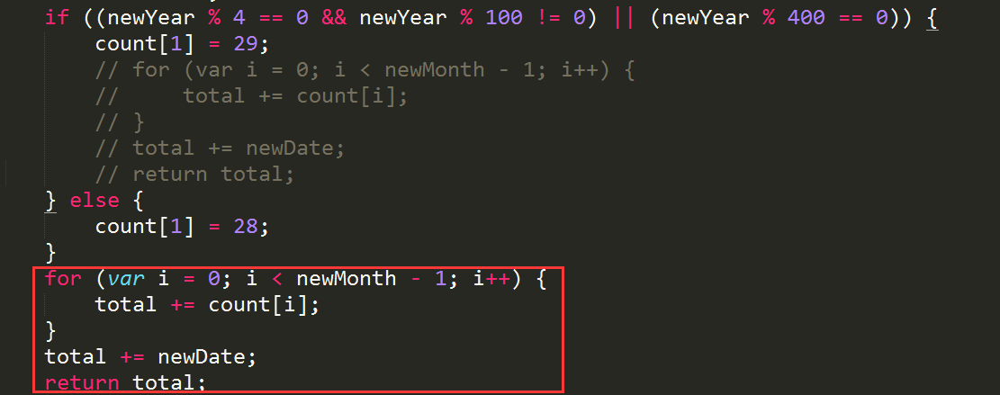 if ((newYear % 4 == 0 && newYear % 100 != 0) || (newYear % 400 == 0)) {
    count[1] = 29;
    // for (var i = 0; i < newMonth - 1; i++) {
    //     total += count[i];
    // }
    // total += newDate;
    // return total;
} else {
    count[1] = 28;
}
for (var i = 0; i < newMonth - 1; i++) {
    total += count[i];
}
total += newDate;
return total;